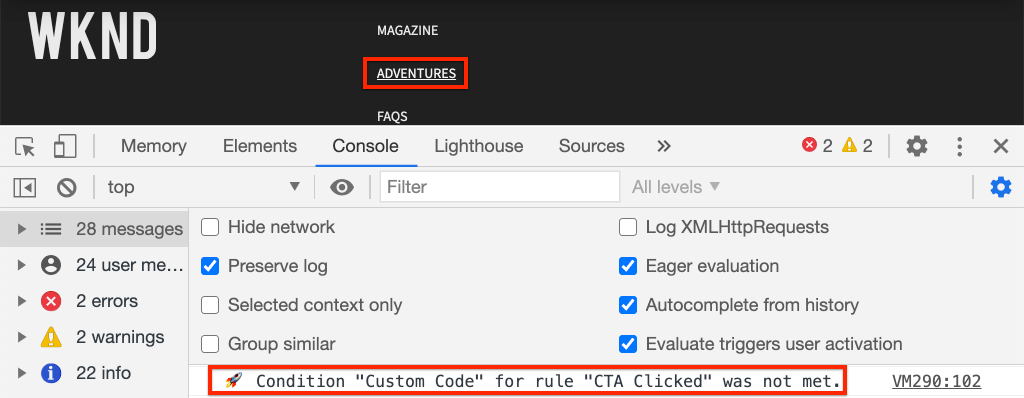 WKND
MAGAZINE
ADVENTURES
FAQS
Memory Elements Console Lighthouse Sources » 2 2
top Filter All levels
28 messages
24 user me…
2 errors
2 warnings
22 info
Hide network Log XMLHttpRequests
Preserve log Eager evaluation
Selected context only Autocomplete from history
Group similar Evaluate triggers user activation
🚀 Condition "Custom Code" for rule "CTA Clicked" was not met. VM290:102